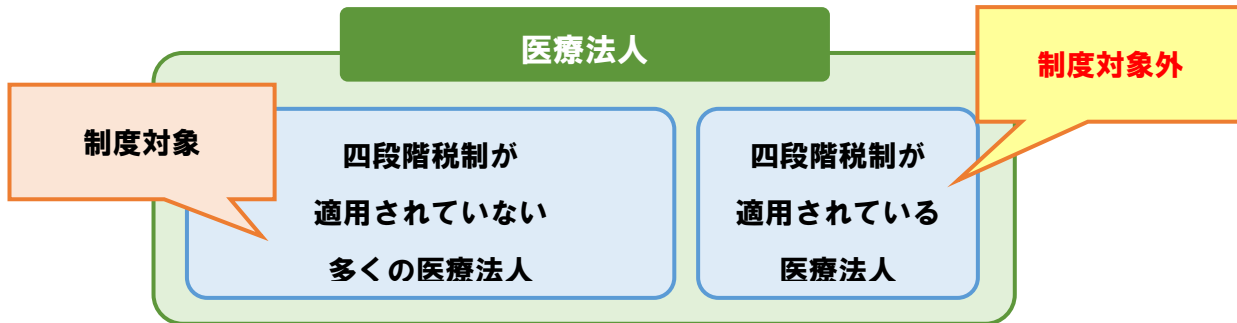 医療法人
制度対象外
制度対象
四段階税制が
適用されていない
多くの医療法人
四段階税制が
適用されている
医療法人